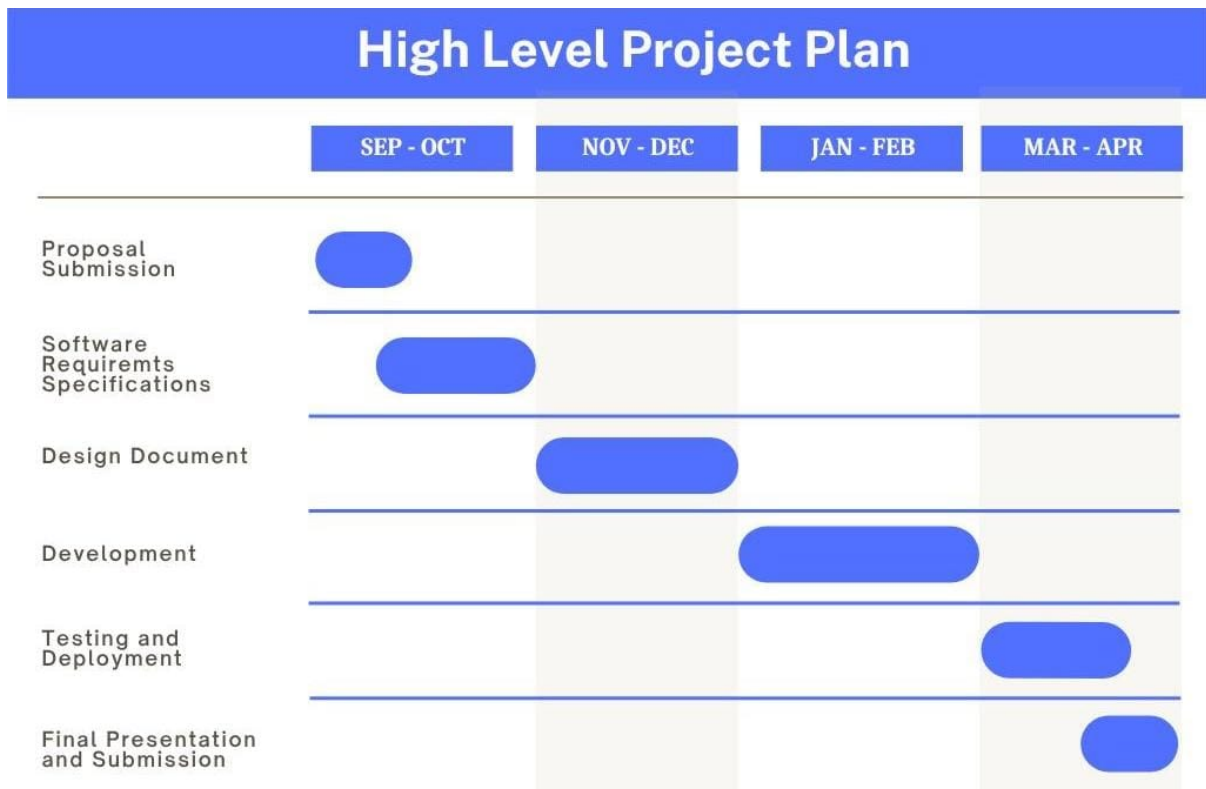 High Level Project Plan
SEP - OCT
NOV - DEC
JAN - FEB
MAR - APR
Proposal
Submission
Software
Requiremts
Specifications
Design Document
Development
Testing and
Deployment
Final Presentation
and Submission